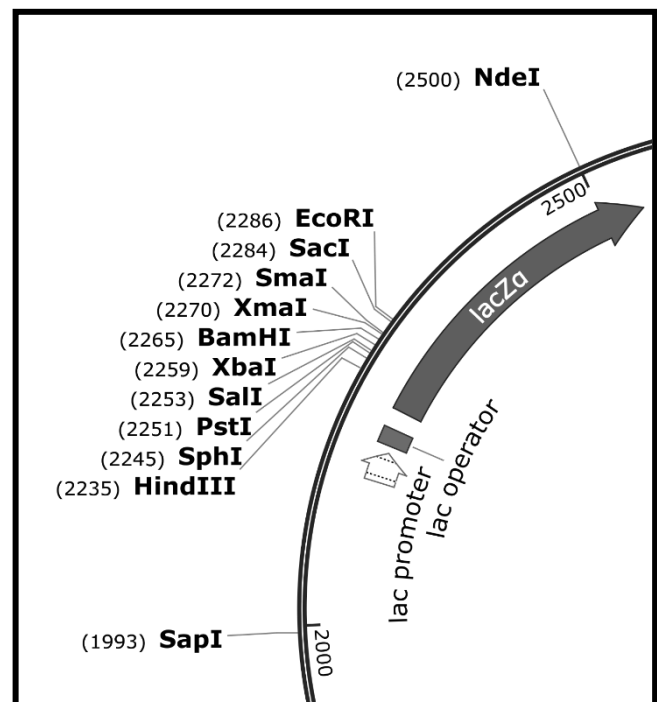 (2500) NdeI
2500
(2286) EcoRI
(2284) SacI
(2272) SmaI
(2270) XmaI
(2265) BamHI
(2259) XbaI
(2253) SalI
(2251) PstI
(2245) SphI
(2235) HindIII
lacZα
lac promoter
lac operator
(1993) SapI
2000